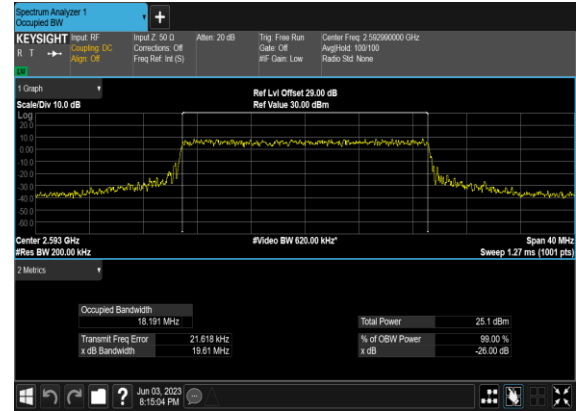 Spectrum Analyzer 1
Occupied BW
KEYSIGHT Input: RF Input Z: 50 Ω Atten: 20 dB Trig: Free Run Center Freq: 2.592990000 GHz
R T Coupling: DC Corrections: Off Gate: Off Avg|Hold: 100/100
Align: Off Freq Ref: Int (S) #IF Gain: Low Radio Std: None
LV
1 Graph Ref Lvl Offset 29.00 dB
Scale/Div 10.0 dB Ref Value 30.00 dBm
Log
20.0
10.0
0.00
-10.0
-20.0
-30.0
-40.0
-50.0
-60.0
Center 2.593 GHz #Video BW 620.00 kHz* Span 40 MHz
#Res BW 200.00 kHz Sweep 1.27 ms (1001 pts)
2 Metrics
Occupied Bandwidth
18.191 MHz Total Power 25.1 dBm
Transmit Freq Error 21.618 kHz % of OBW Power 99.00 %
x dB Bandwidth 19.61 MHz x dB -26.00 dB
Jun 03, 2023
8:15:04 PM